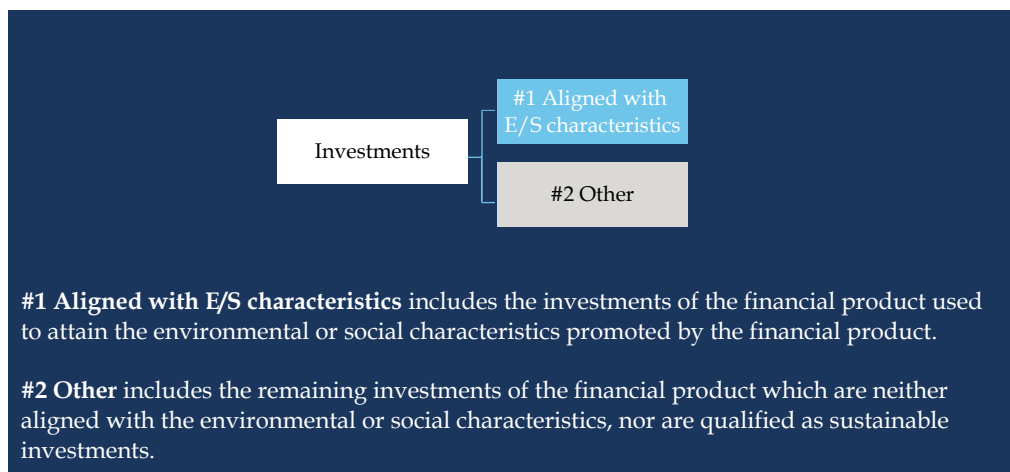 #1 Aligned with
E/S characteristics
Investments
#2 Other
#1 Aligned with E/S characteristics includes the investments of the financial product used
to attain the environmental or social characteristics promoted by the financial product.
#2 Other includes the remaining investments of the financial product which are neither
aligned with the environmental or social characteristics, nor are qualified as sustainable
investments.